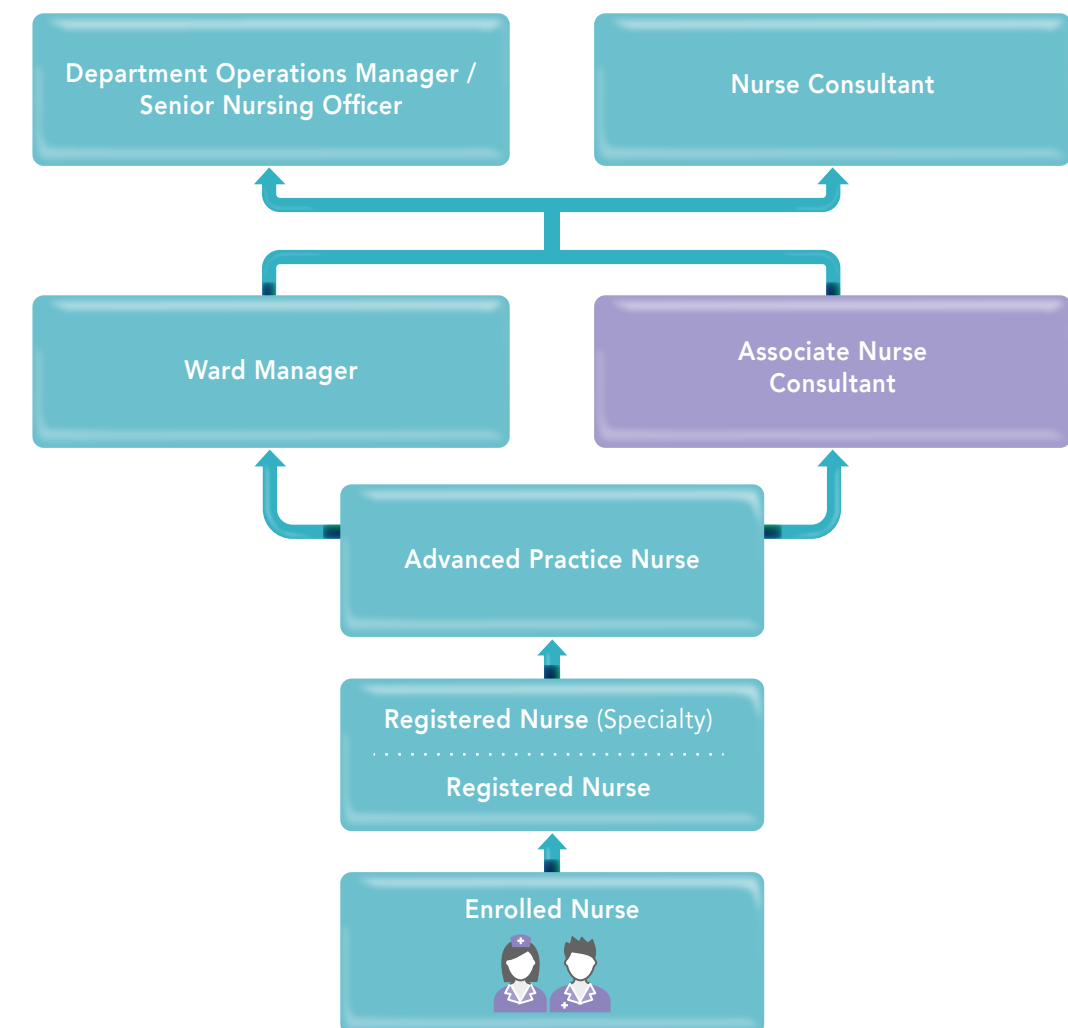 Department Operations Manager /
Senior Nursing Officer
Nurse Consultant
Ward Manager
Associate Nurse
Consultant
Advanced Practice Nurse
Registered Nurse (Specialty)
Registered Nurse
Enrolled Nurse